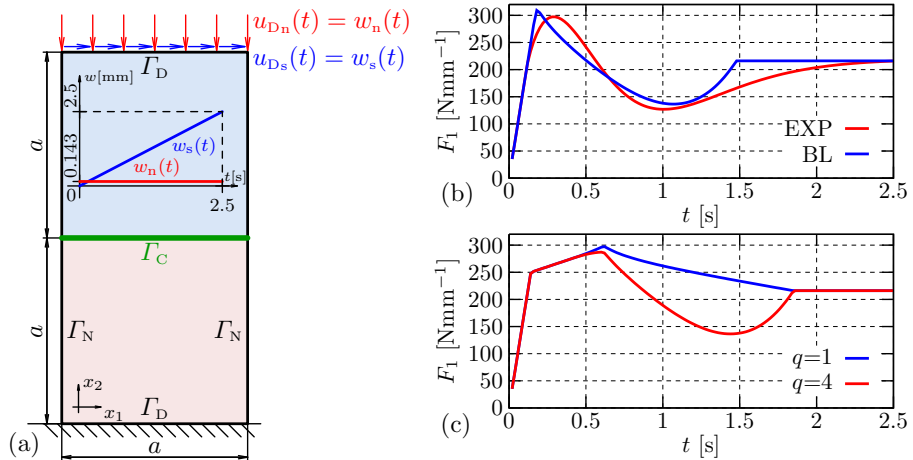 u_Dn(t) = w_n(t)
u_Ds(t) = w_s(t)
Γ_D
w[mm]
2.5
0.143
0
w_s(t)
w_n(t)
t[s]
2.5
a
Γ_C
a
Γ_N
Γ_N
x_2
x_1
Γ_D
a
(a)
F_1 [Nmm⁻¹]
300
250
200
150
100
50
0
EXP
BL
0
0.5
1
1.5
2
2.5
t [s]
(b)
F_1 [Nmm⁻¹]
300
250
200
150
100
50
0
q=1
q=4
0
0.5
1
1.5
2
2.5
t [s]
(c)